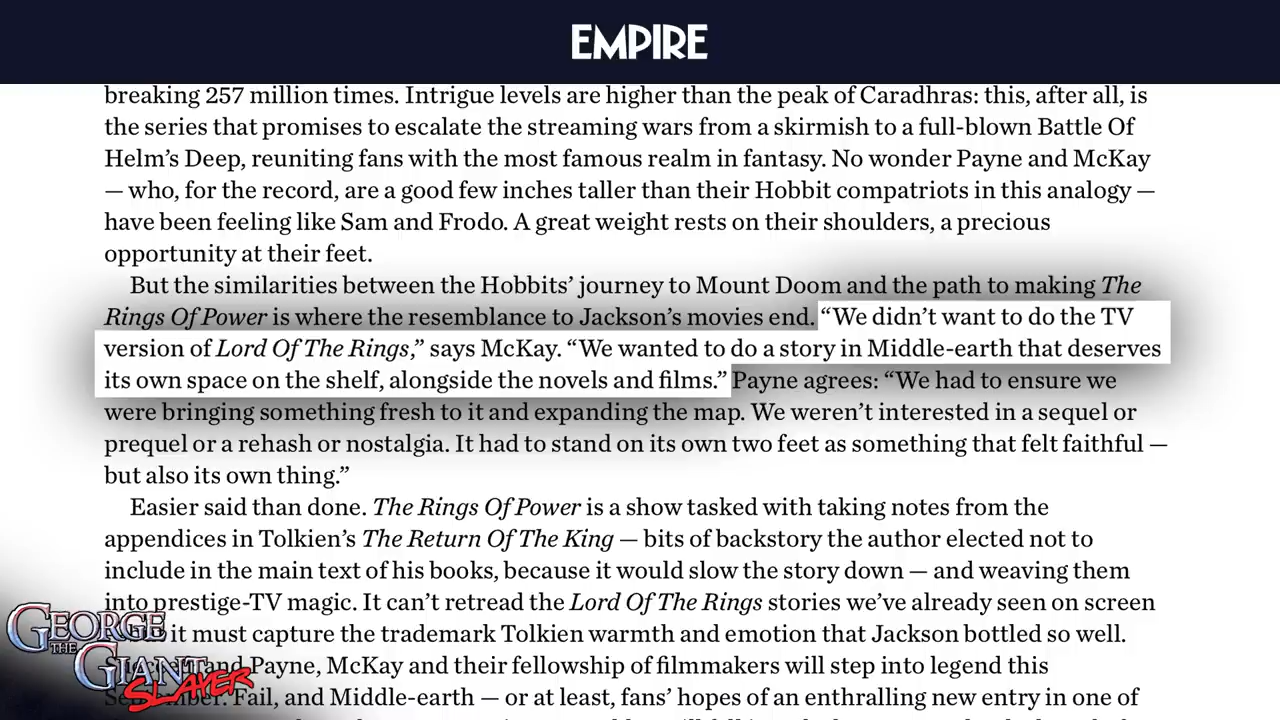 EMPIRE
breaking 257 million times. Intrigue levels are higher than the peak of Caradhras: this, after all, is
the series that promises to escalate the streaming wars from a skirmish to a full-blown Battle Of
Helm’s Deep, reuniting fans with the most famous realm in fantasy. No wonder Payne and McKay
— who, for the record, are a good few inches taller than their Hobbit compatriots in this analogy —
have been feeling like Sam and Frodo. A great weight rests on their shoulders, a precious
opportunity at their feet.
But the similarities between the Hobbits’ journey to Mount Doom and the path to making The
Rings Of Power is where the resemblance to Jackson’s movies end. “We didn’t want to do the TV
version of Lord Of The Rings,” says McKay. “We wanted to do a story in Middle-earth that deserves
its own space on the shelf, alongside the novels and films.” Payne agrees: “We had to ensure we
were bringing something fresh to it and expanding the map. We weren’t interested in a sequel or
prequel or a rehash or nostalgia. It had to stand on its own two feet as something that felt faithful —
but also its own thing.”
Easier said than done. The Rings Of Power is a show tasked with taking notes from the
appendices in Tolkien’s The Return Of The King — bits of backstory the author elected not to
include in the main text of his books, because it would slow the story down — and weaving them
into prestige-TV magic. It can’t retread the Lord Of The Rings stories we’ve already seen on screen
it must capture the trademark Tolkien warmth and emotion that Jackson bottled so well.
and Payne, McKay and their fellowship of filmmakers will step into legend this
Fail, and Middle-earth — or at least, fans’ hopes of an enthralling new entry in one of
GEORGE
THE
GIANT
SLAYER